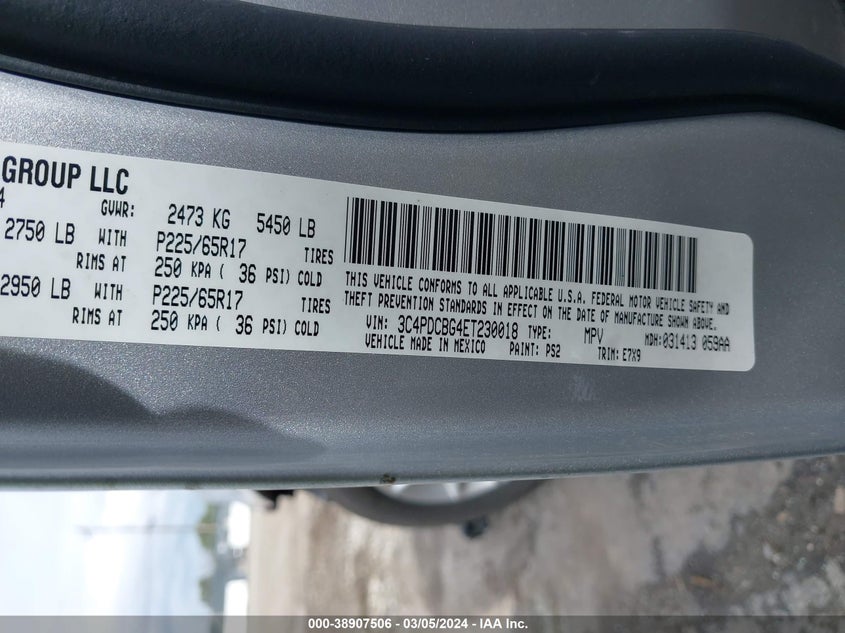 GROUP LLC
4
GVWR: 2473 KG 5450 LB
2750 LB WITH P225/65R17 TIRES
RIMS AT 250 KPA ( 36 PSI) COLD
2950 LB WITH P225/65R17 TIRES
RIMS AT 250 KPA ( 36 PSI) COLD
THIS VEHICLE CONFORMS TO ALL APPLICABLE U.S.A. FEDERAL MOTOR VEHICLE SAFETY AND
THEFT PREVENTION STANDARDS IN EFFECT ON THE DATE OF MANUFACTURE SHOWN ABOVE.
VIN: 3C4PDCBG4ET230018 TYPE: MPV MDH:031413 059AA
VEHICLE MADE IN MEXICO PAINT: PS2 TRIM: E7X9
000-38907506 - 03/05/2024 - IAA Inc.